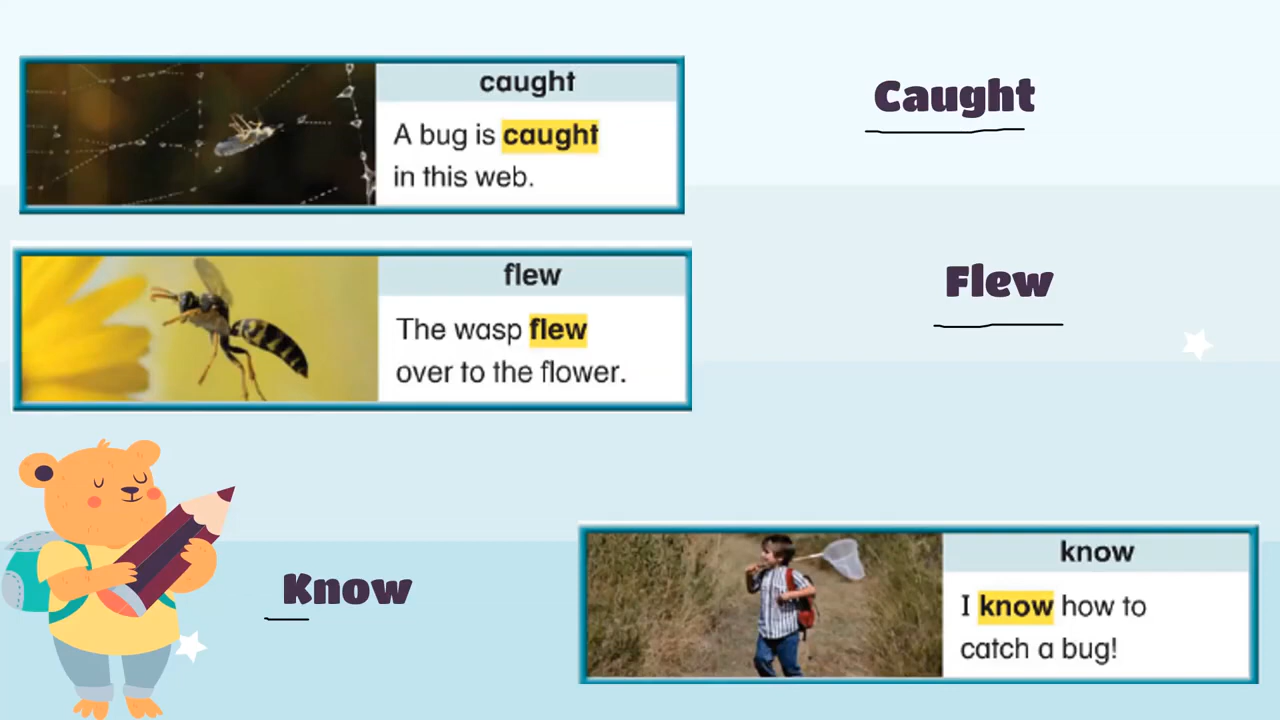 caught
A bug is caught
in this web.
Caught
flew
The wasp flew
over to the flower.
Flew
Know
know
I know how to
catch a bug!